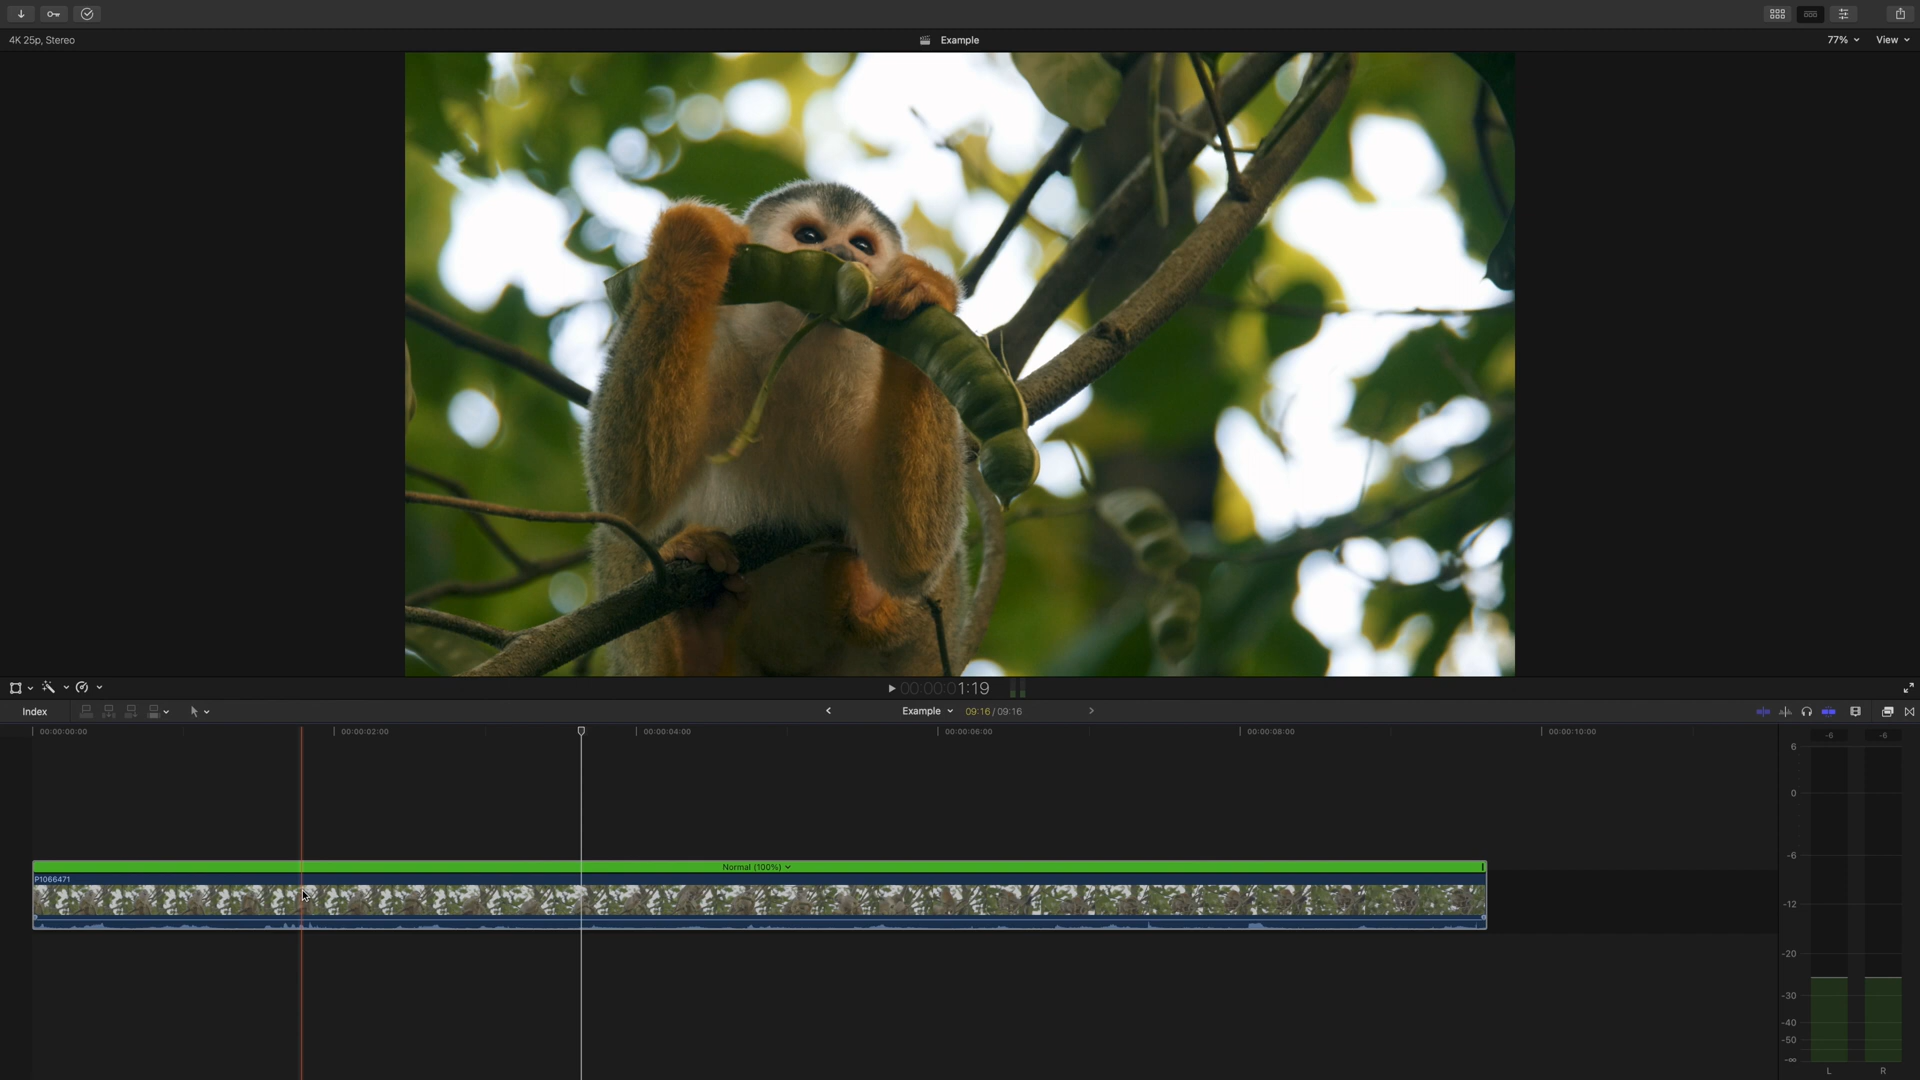 4K 25p, Stereo
Example
77%
View
00:00:01:19
Index
Example
09:16 / 09:16
00:00:00:00
00:00:02:00
00:00:04:00
00:00:06:00
00:00:08:00
00:00:10:00
-6
-6
6
0
-6
-12
-20
-30
-40
-50
-∞
L
R
Normal (100%)
P1066471